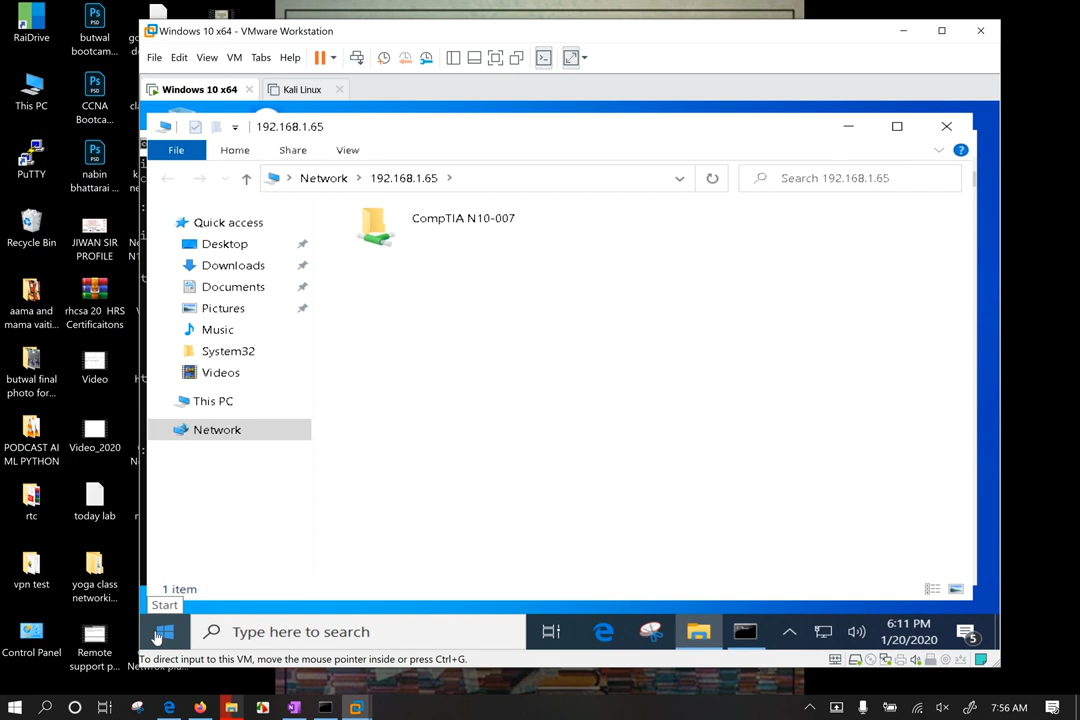 RaiDrive
butwal
bootcam...
Windows 10 x64 - VMware Workstation
File Edit View VM Tabs Help
This PC
CCNA
Bootca...
Windows 10 x64
Kali Linux
192.168.1.65
File Home Share View
Network > 192.168.1.65 >
Search 192.168.1.65
PuTTY
nabin
bhattarai ...
CompTIA N10-007
Quick access
Desktop
Downloads
Documents
Pictures
Music
System32
Videos
This PC
Network
Recycle Bin
JIWAN SIR
PROFILE
aama and
mama vaiti...
rhcsa 20 HRS
Certificaitons
butwal final
photo for...
Video
PODCAST AI
ML PYTHON
Video_2020
rtc
today lab
vpn test
yoga class
networki...
Control Panel
Remote
support p...
1 item
Start
Type here to search
6:11 PM
1/20/2020
5
To direct input to this VM, move the mouse pointer inside or press Ctrl+G.
7:56 AM